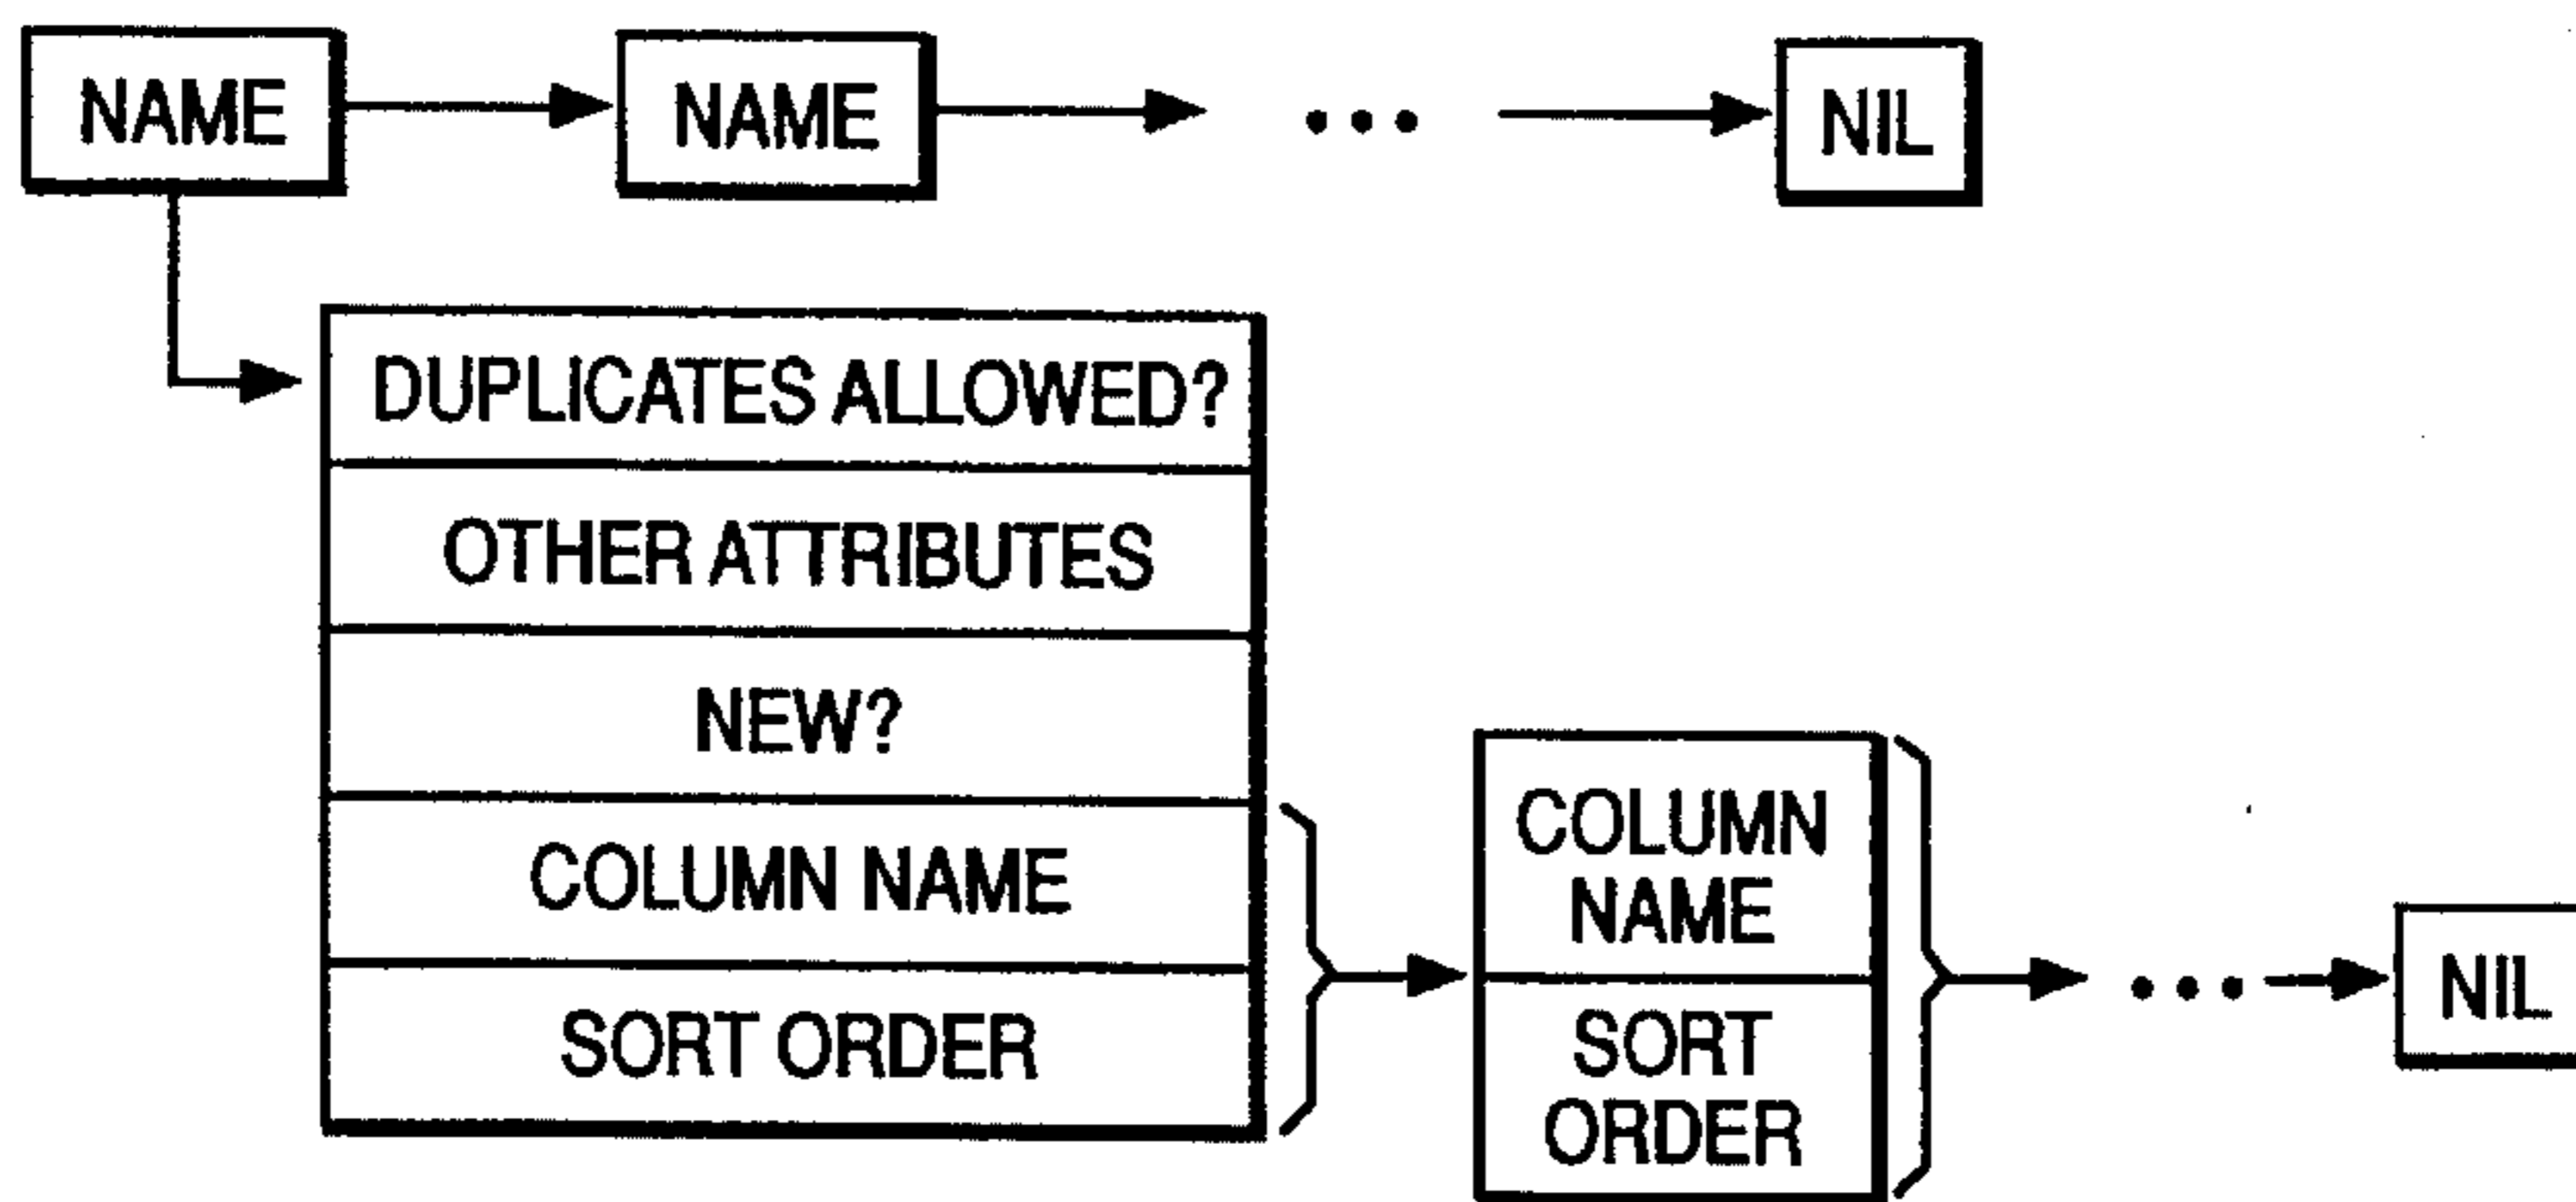 NAME
NAME
• • •
NIL
DUPLICATES ALLOWED?
OTHER ATTRIBUTES
NEW?
COLUMN NAME
SORT ORDER
COLUMN
NAME
SORT
ORDER
• • •
NIL